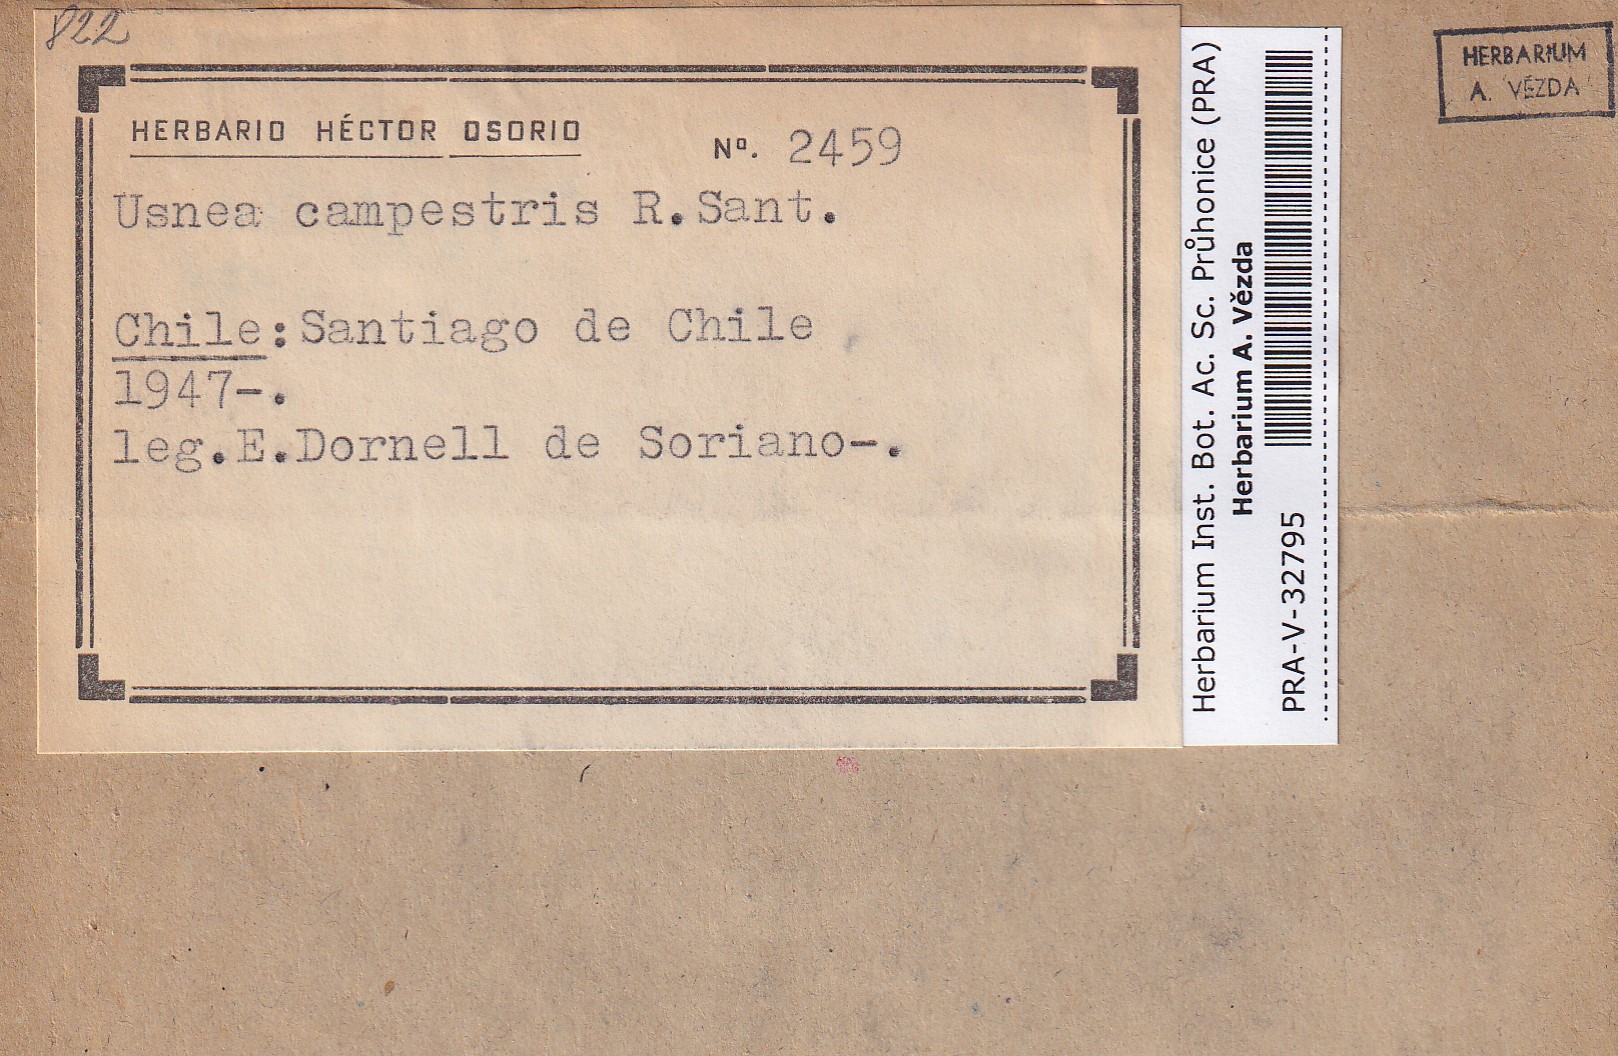 822
HERBARIO HÉCTOR OSORIO
Nº. 2459
Usnea campestris R.Sant.
Chile:Santiago de Chile
1947-.
leg.E.Dornell de Soriano-.
Herbarium Inst. Bot. Ac. Sc. Průhonice (PRA)
Herbarium A. Vězda
PRA-V-32795
HERBARIUM
A. VĚZDA